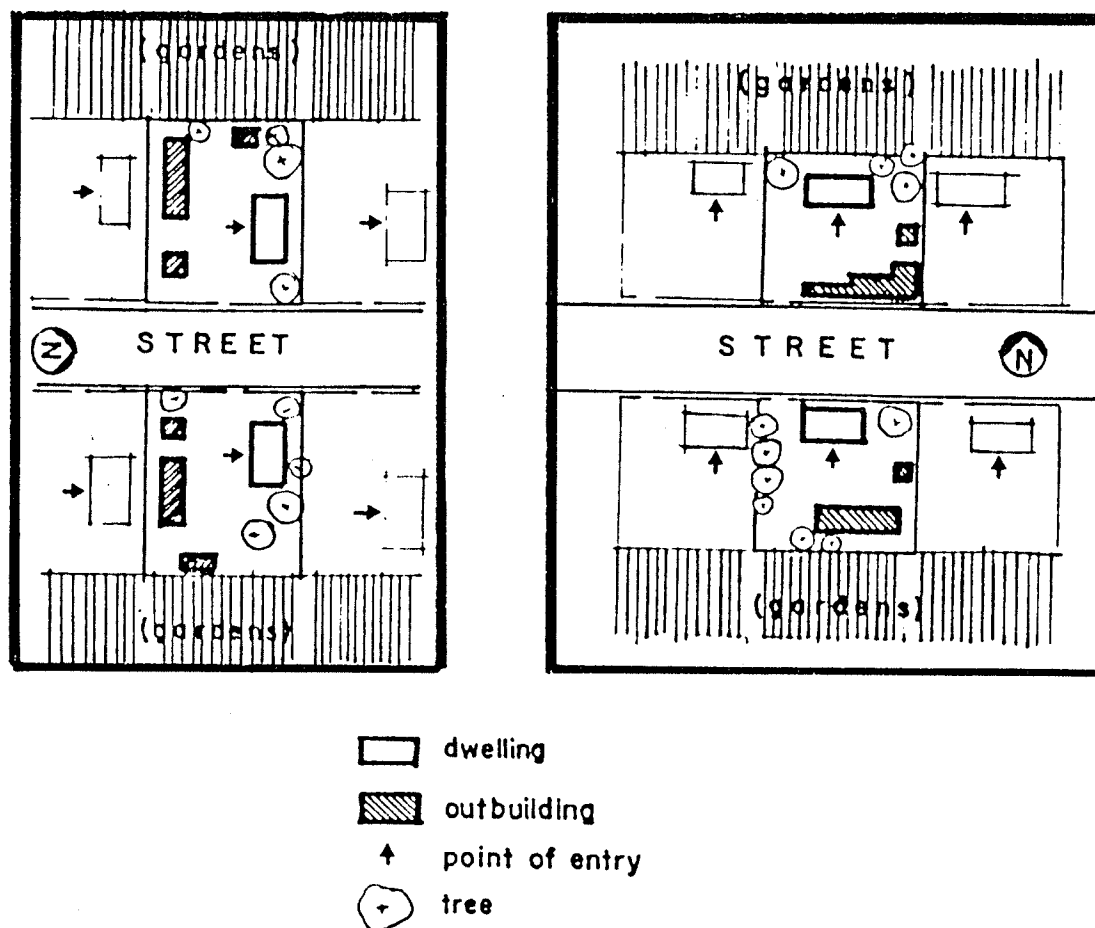 (gardens)
STREET
N
(gardens)
(gardens)
STREET
N
(gardens)
dwelling
outbuilding
point of entry
tree